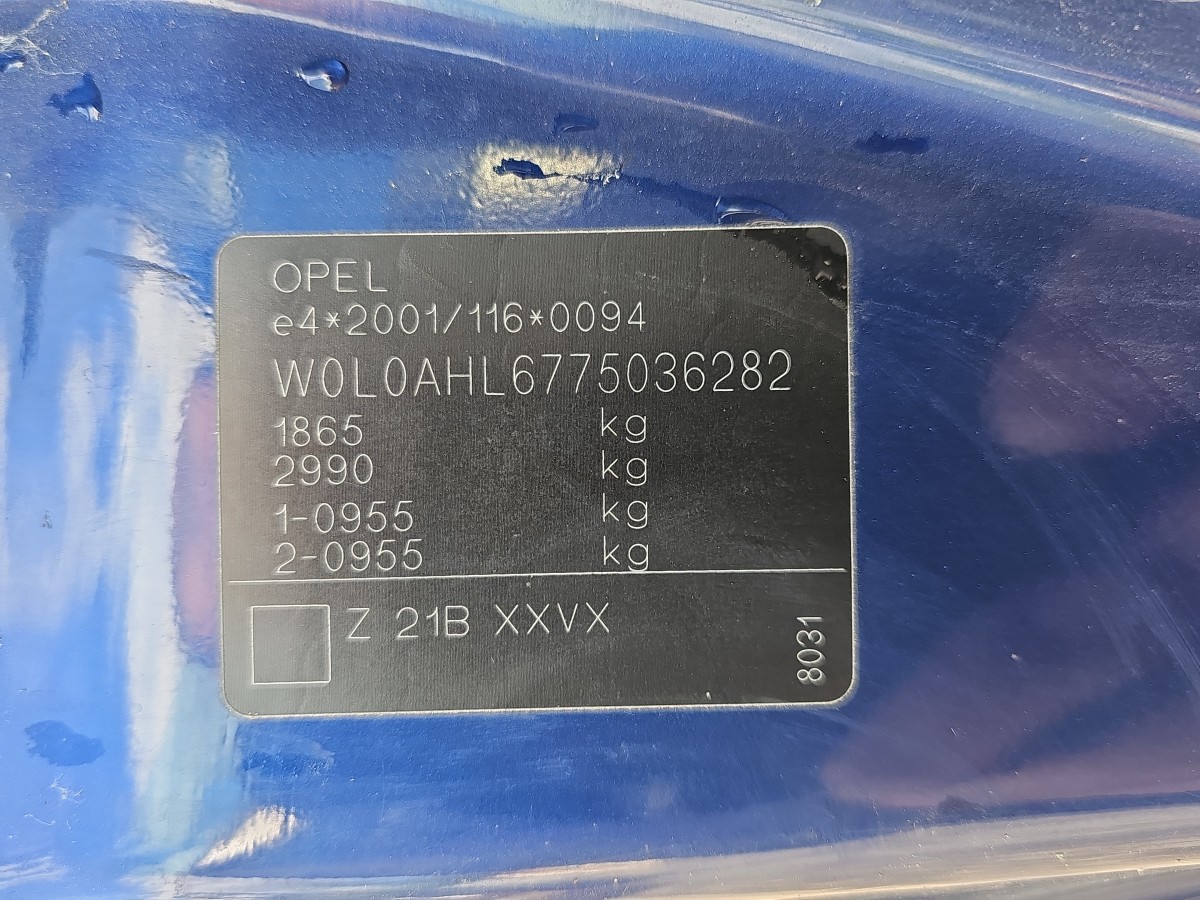 OPEL
e4*2001/116*0094
W0L0AHL6775036282
1865 kg
2990 kg
1-0955 kg
2-0955 kg
Z 21B XXVX
8031